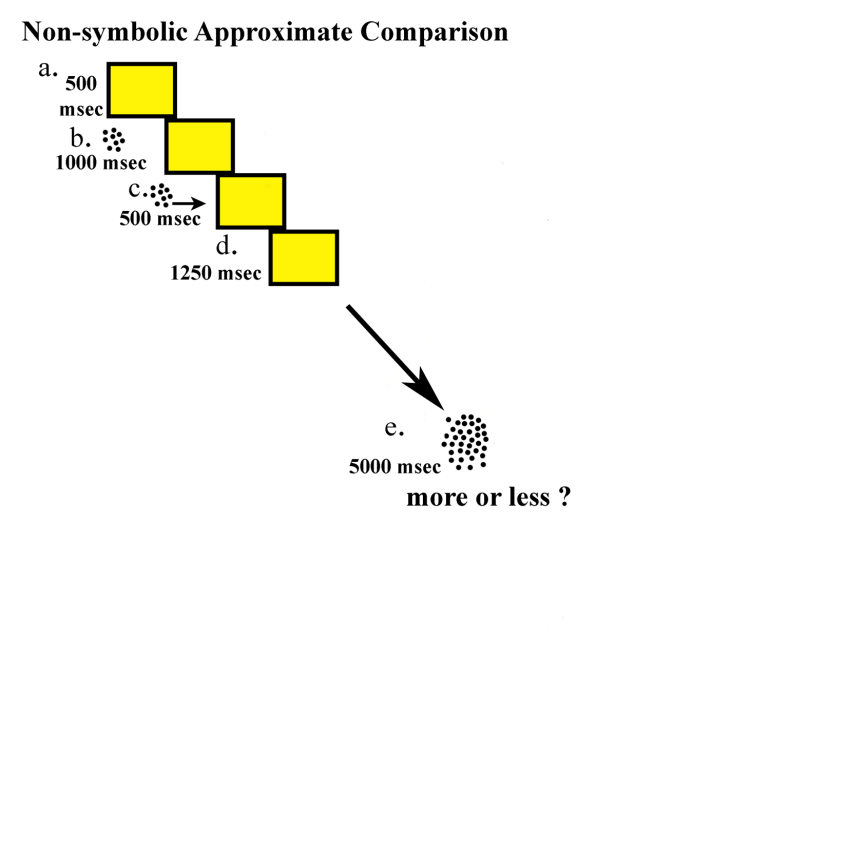 Non-symbolic Approximate Comparison
a. 500
msec
b.
1000 msec
c.
500 msec
d.
1250 msec
e.
5000 msec
more or less ?